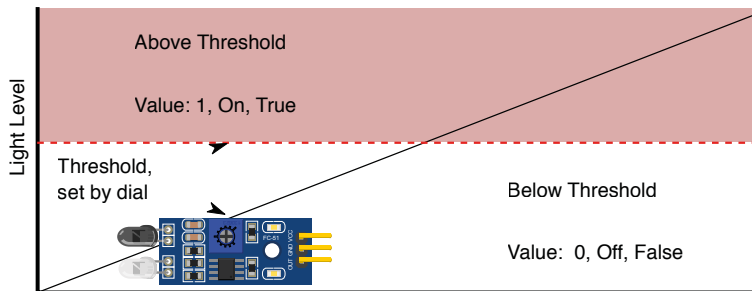 Above Threshold
Value: 1, On, True
Light Level
Threshold,
set by dial
Below Threshold
Value:  0, Off, False
FC-51
OUT GND VCC